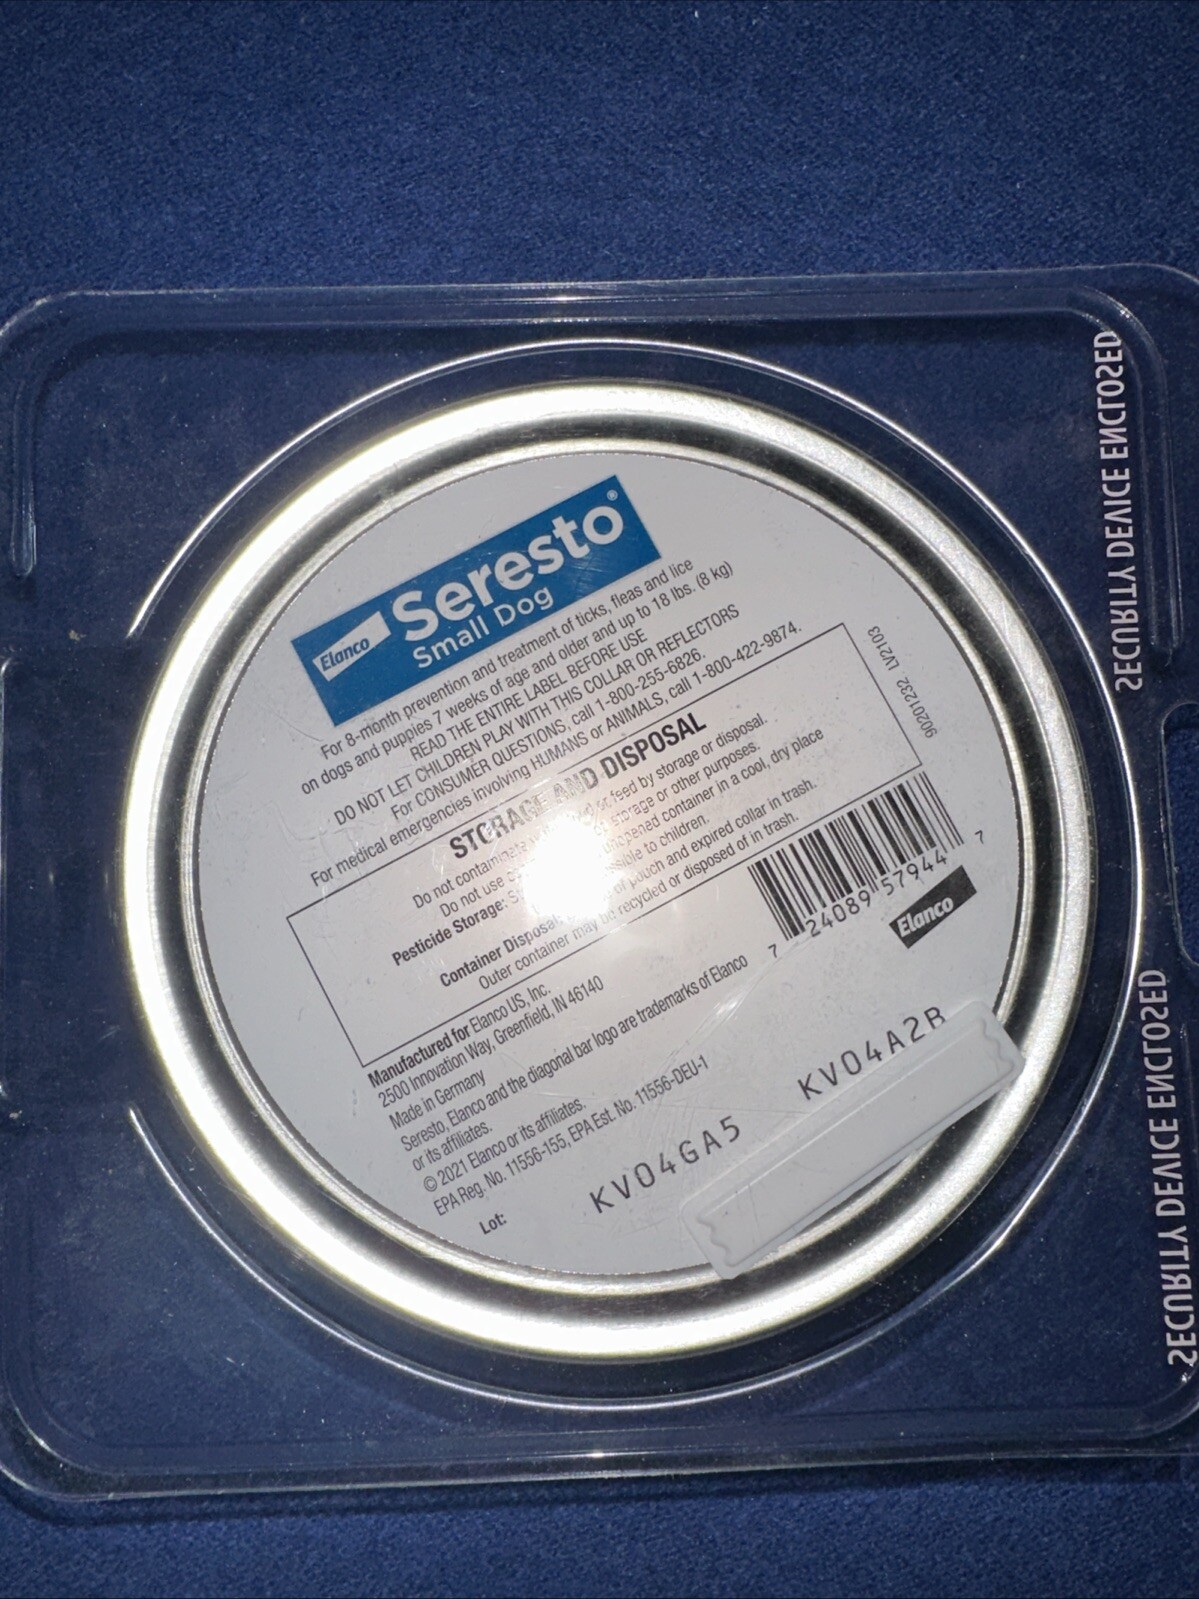 Elanco
Seresto®
Small Dog
For 8-month prevention and treatment of ticks, fleas and lice
on dogs and puppies 7 weeks of age and older and up to 18 lbs. (8 kg)
READ THE ENTIRE LABEL BEFORE USE
DO NOT LET CHILDREN PLAY WITH THIS COLLAR OR REFLECTORS
For CONSUMER QUESTIONS, call 1-800-255-6826.
For medical emergencies involving HUMANS or ANIMALS, call 1-800-422-9874.
STORAGE AND DISPOSAL
Do not contaminate or feed by storage or disposal.
Do not use storage or other purposes.
Pesticide Storage: unopened container in a cool, dry place
to children.
Container Disposal: of pouch and expired collar in trash.
Outer container may be recycled or disposed of in trash.
90201232, LV2103
7 24089 57944 7
Elanco
Manufactured for Elanco US, Inc.
2500 Innovation Way, Greenfield, IN 46140
Made in Germany
Seresto, Elanco and the diagonal bar logo are trademarks of Elanco
or its affiliates.
© 2021 Elanco or its affiliates.
EPA Reg. No. 11556-155, EPA Est. No. 11556-DEU-1
Lot: KV04GA5 KV04A2B
SECURITY DEVICE ENCLOSED
SECURITY DEVICE ENCLOSED